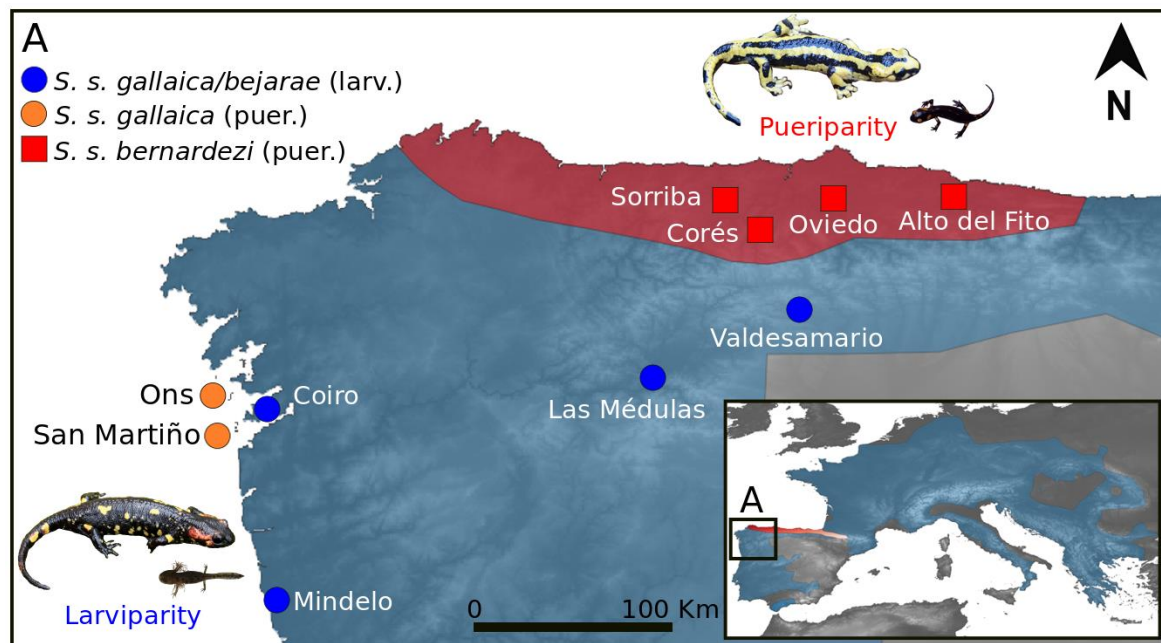 A
S. s. gallaica/bejarae (larv.)
S. s. gallaica (puer.)
S. s. bernardezi (puer.)
Pueriparity
N
Sorriba
Corés
Oviedo
Alto del Fito
Valdesamario
Las Médulas
Ons
Coiro
San Martiño
Larviparity
Mindelo
0 100 Km
A